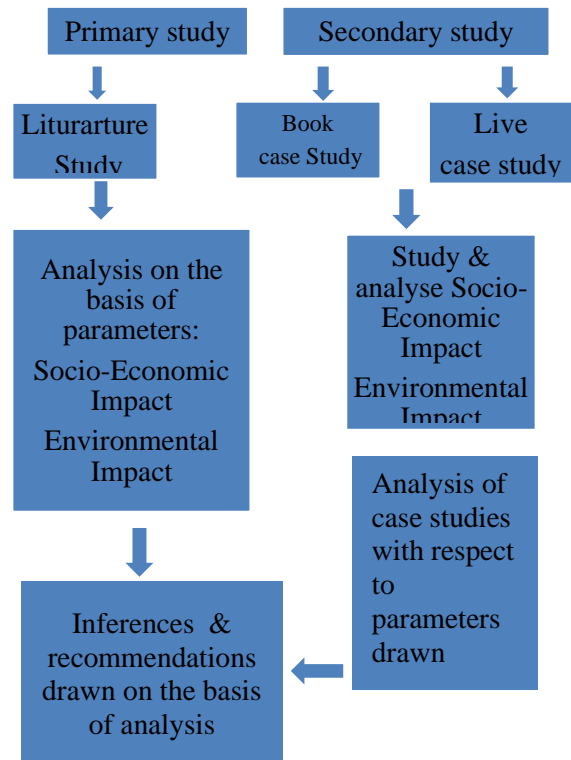 Primary study
Secondary study
Liturarture
Study
Book
case Study
Live
case study
Analysis on the
basis of
parameters:
Socio-Economic
Impact
Environmental
Impact
Study &
analyse Socio-
Economic
Impact
Environmental
Impact
Analysis of
case studies
with respect
to
parameters
drawn
Inferences &
recommendations
drawn on the basis
of analysis